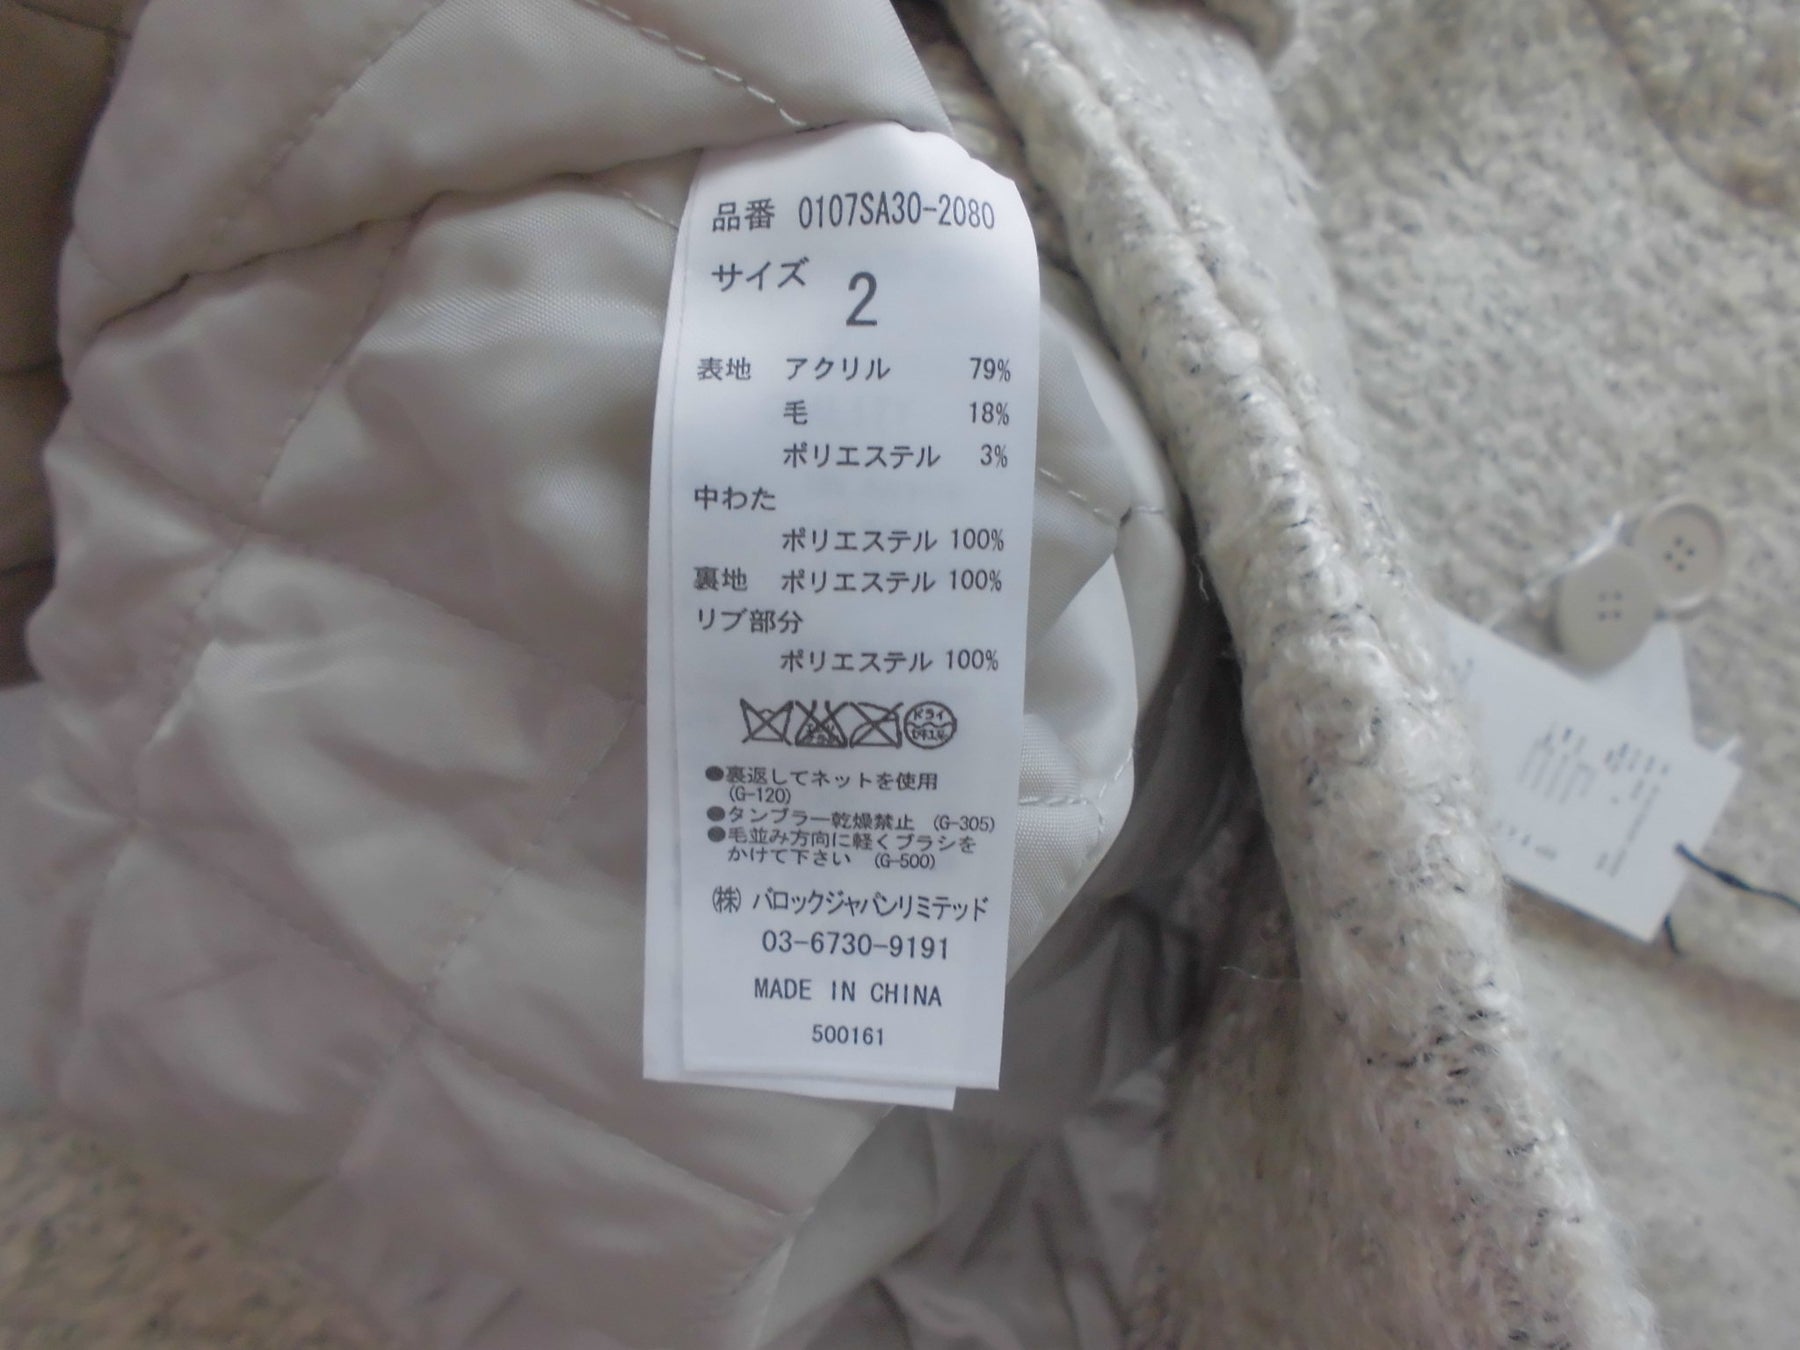 品番 0107SA30-2080
サイズ 2
表地 アクリル 79%
毛 18%
ポリエステル 3%
中わた
ポリエステル 100%
裏地 ポリエステル 100%
リブ部分
ポリエステル 100%
ドライ
●裏返してネットを使用
(G-120)
●タンブラー乾燥禁止 (G-305)
●毛並み方向に軽くブラシを
かけて下さい (G-500)
㈱ バロックジャパンリミテッド
03-6730-9191
MADE IN CHINA
500161